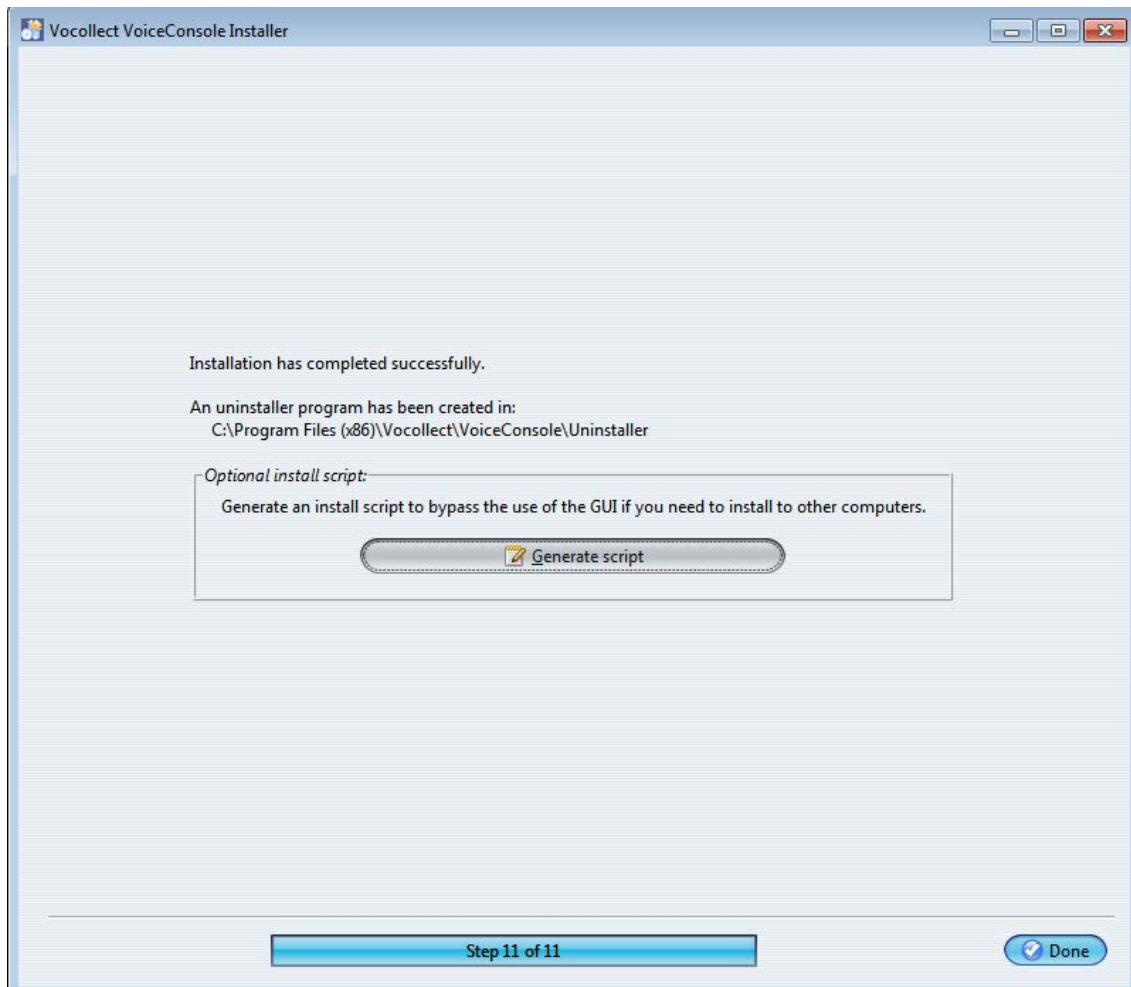 Vocollect VoiceConsole Installer
Installation has completed successfully.
An uninstaller program has been created in:
C:\Program Files (x86)\Vocollect\VoiceConsole\Uninstaller
Optional install script:
Generate an install script to bypass the use of the GUI if you need to install to other computers.
Generate script
Step 11 of 11
Done